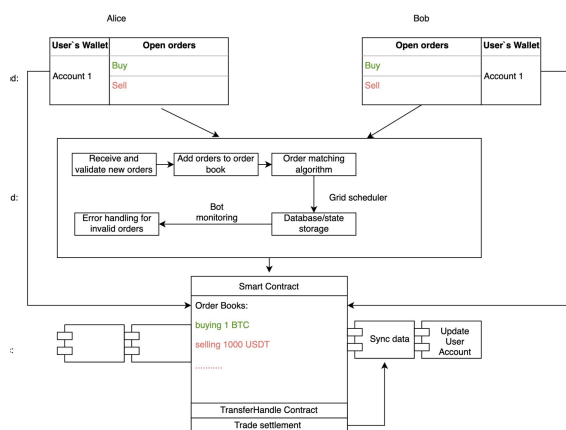 Alice
Bob
User`s Wallet
Open orders
Open orders
User`s Wallet
Account 1
Buy
Sell
Buy
Sell
Account 1
d:
Receive and
validate new orders
Add orders to order
book
Order matching
algorithm
Grid scheduler
d:
Error handling for
invalid orders
Bot
monitoring
Database/state
storage
Smart Contract
Order Books:
buying 1 BTC
selling 1000 USDT
...........
Sync data
Update
User
Account
TransferHandle Contract
Trade settlement